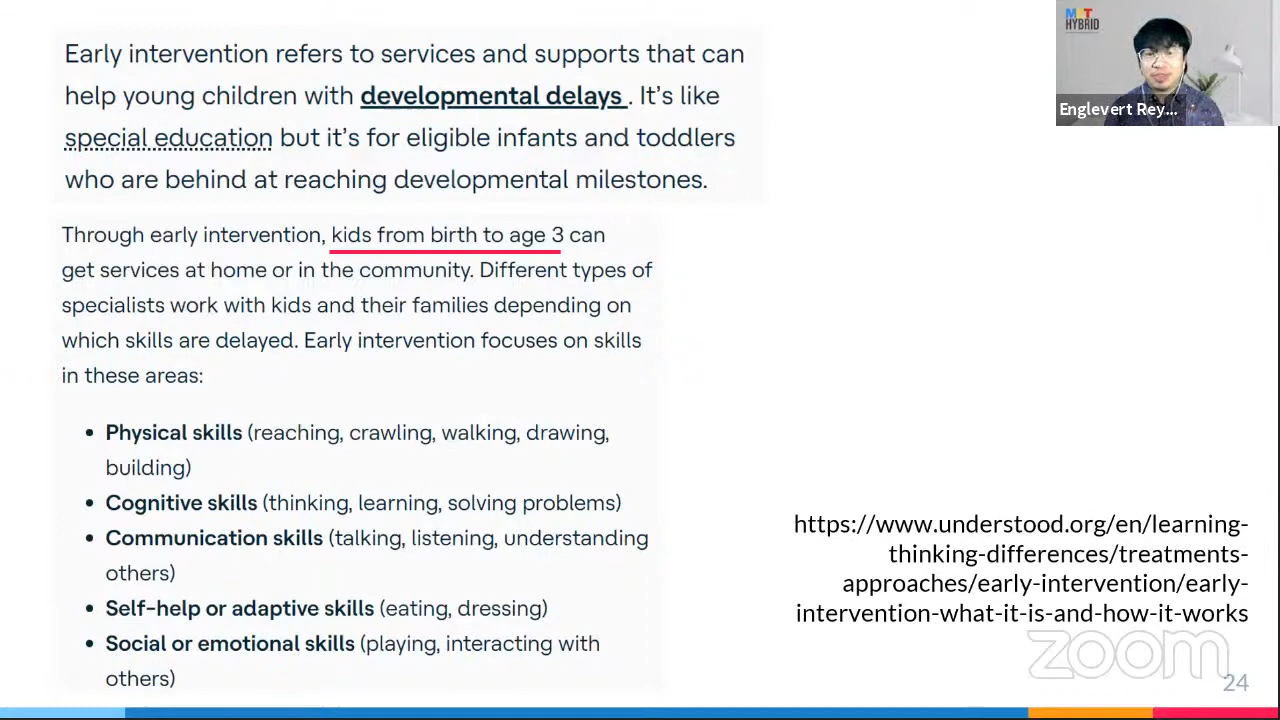 Early intervention refers to services and supports that can
help young children with developmental delays . It's like
special education but it's for eligible infants and toddlers
who are behind at reaching developmental milestones.
Through early intervention, kids from birth to age 3 can
get services at home or in the community. Different types of
specialists work with kids and their families depending on
which skills are delayed. Early intervention focuses on skills
in these areas:
• Physical skills (reaching, crawling, walking, drawing,
building)
• Cognitive skills (thinking, learning, solving problems)
• Communication skills (talking, listening, understanding
others)
• Self-help or adaptive skills (eating, dressing)
• Social or emotional skills (playing, interacting with
others)
HYBRID
Englevert Rey...
https://www.understood.org/en/learning-
thinking-differences/treatments-
approaches/early-intervention/early-
intervention-what-it-is-and-how-it-works
zoom
24